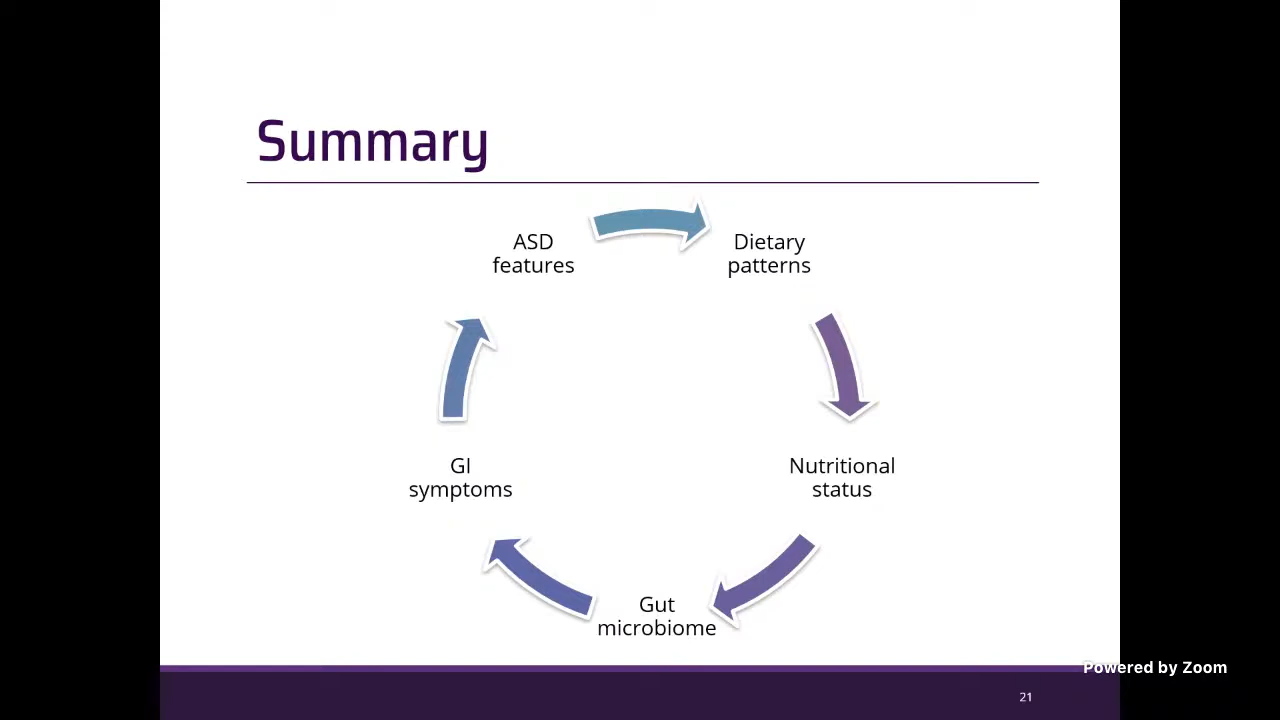 Summary
ASD
features
Dietary
patterns
Nutritional
status
Gut
microbiome
GI
symptoms
Powered by Zoom
21